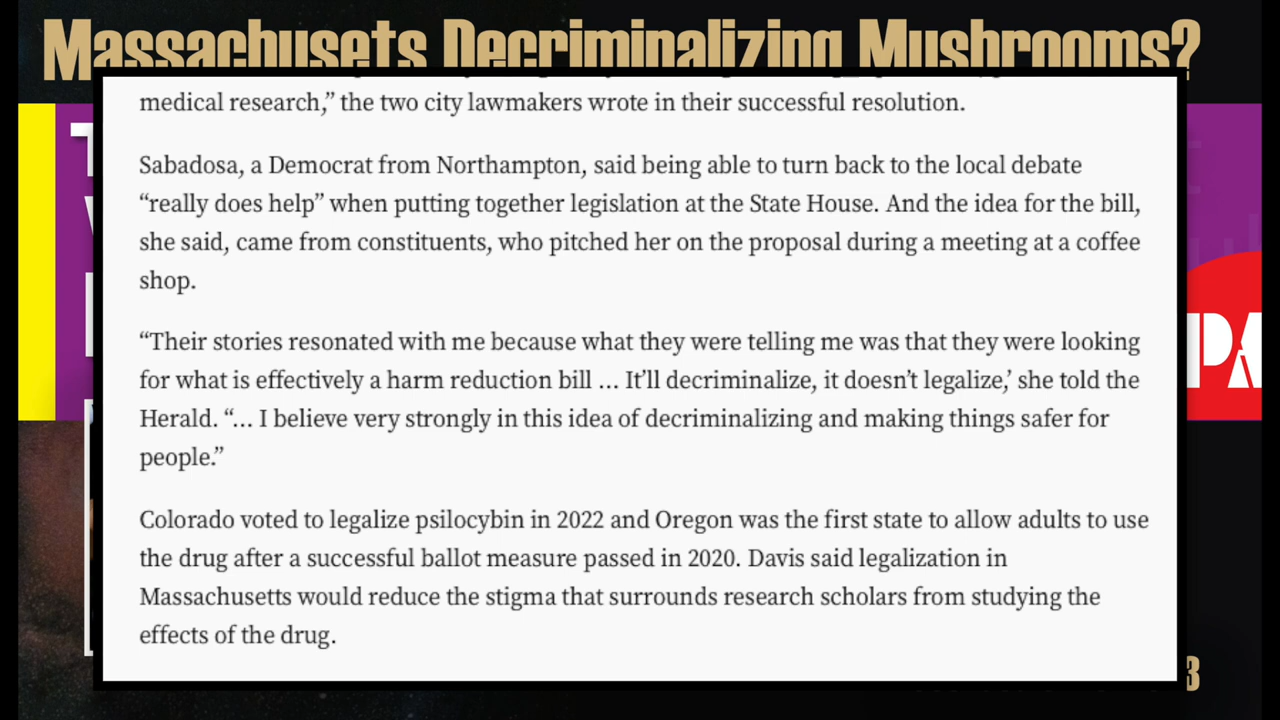 Massachusets Decriminalizing Mushrooms?
medical research,” the two city lawmakers wrote in their successful resolution.
Sabadosa, a Democrat from Northampton, said being able to turn back to the local debate
“really does help” when putting together legislation at the State House. And the idea for the bill,
she said, came from constituents, who pitched her on the proposal during a meeting at a coffee
shop.
“Their stories resonated with me because what they were telling me was that they were looking
for what is effectively a harm reduction bill … It’ll decriminalize, it doesn’t legalize,’ she told the
Herald. “… I believe very strongly in this idea of decriminalizing and making things safer for
people.”
Colorado voted to legalize psilocybin in 2022 and Oregon was the first state to allow adults to use
the drug after a successful ballot measure passed in 2020. Davis said legalization in
Massachusetts would reduce the stigma that surrounds research scholars from studying the
effects of the drug.